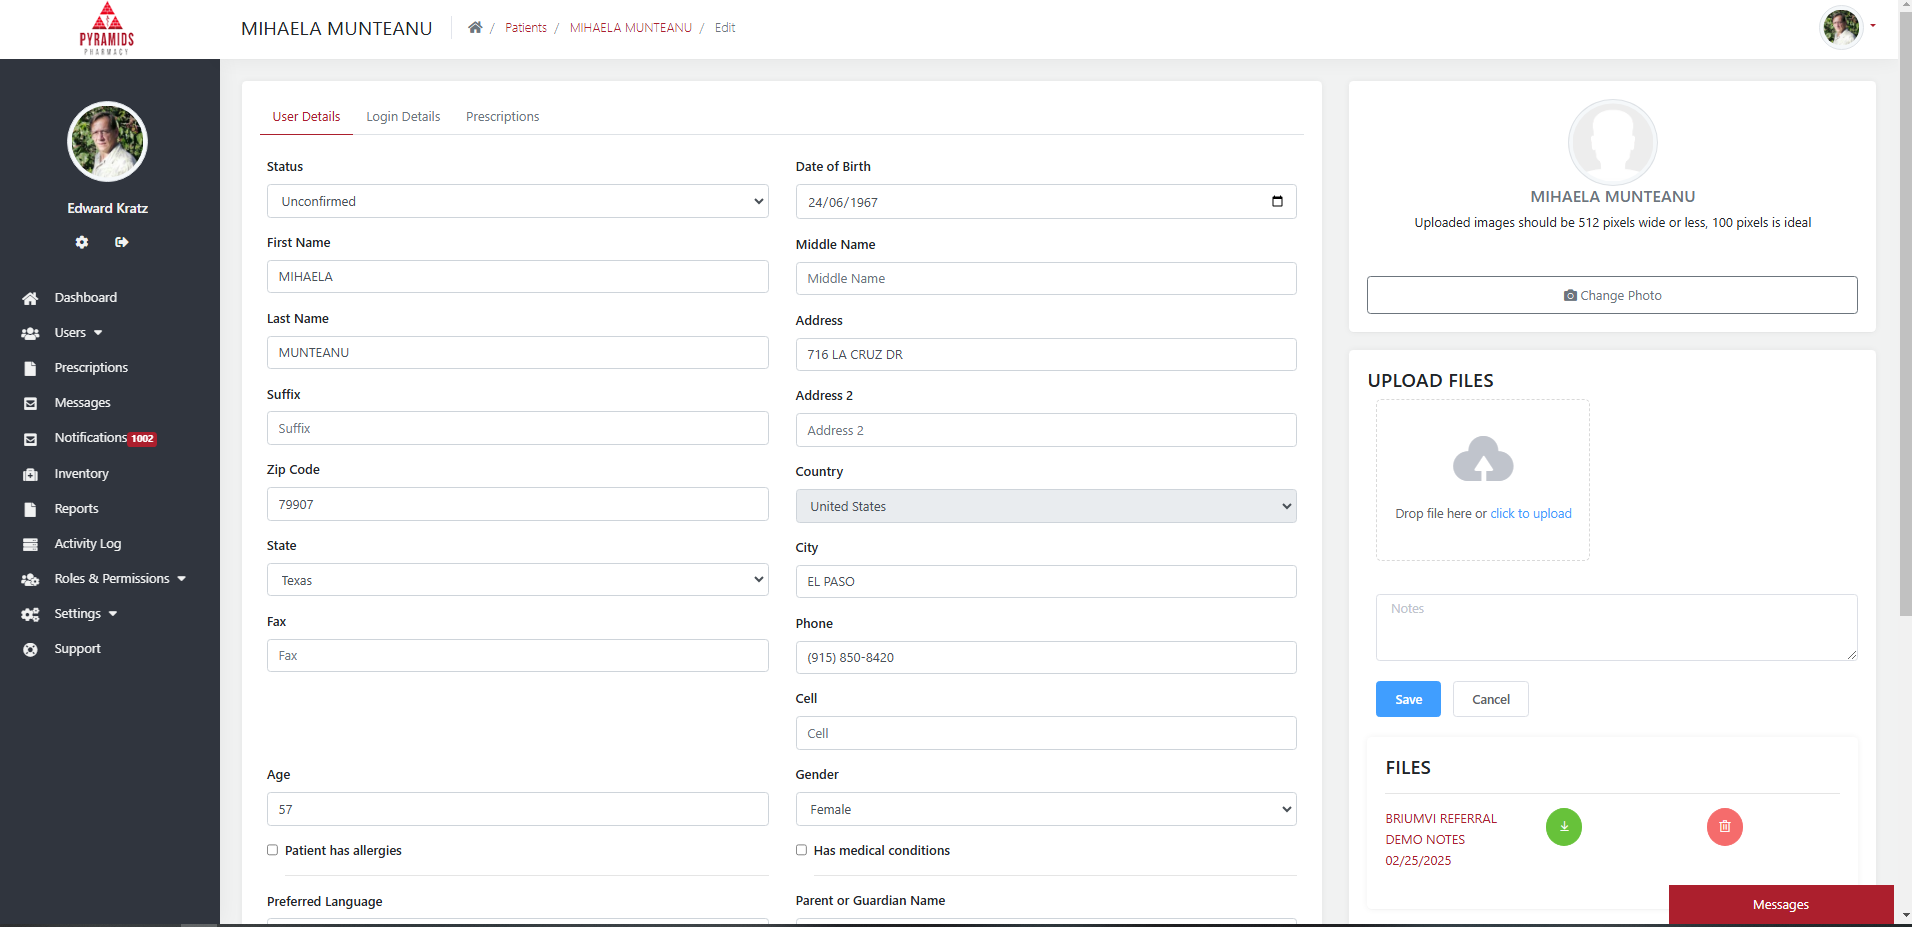 PYRAMIDS
PHARMACY
MIHAELA MUNTEANU
/ Patients / MIHAELA MUNTEANU / Edit
Edward Kratz
Dashboard
Users
Prescriptions
Messages
Notifications 1002
Inventory
Reports
Activity Log
Roles & Permissions
Settings
Support
User Details
Login Details
Prescriptions
Status
Unconfirmed
Date of Birth
24/06/1967
First Name
MIHAELA
Middle Name
Middle Name
Last Name
MUNTEANU
Address
716 LA CRUZ DR
Suffix
Suffix
Address 2
Address 2
Zip Code
79907
Country
United States
State
Texas
City
EL PASO
Fax
Fax
Phone
(915) 850-8420
Cell
Cell
Age
57
Gender
Female
Patient has allergies
Has medical conditions
Preferred Language
Parent or Guardian Name
MIHAELA MUNTEANU
Uploaded images should be 512 pixels wide or less, 100 pixels is ideal
Change Photo
UPLOAD FILES
Drop file here or click to upload
Notes
Save
Cancel
FILES
BRIUMVI REFERRAL
DEMO NOTES
02/25/2025
Messages